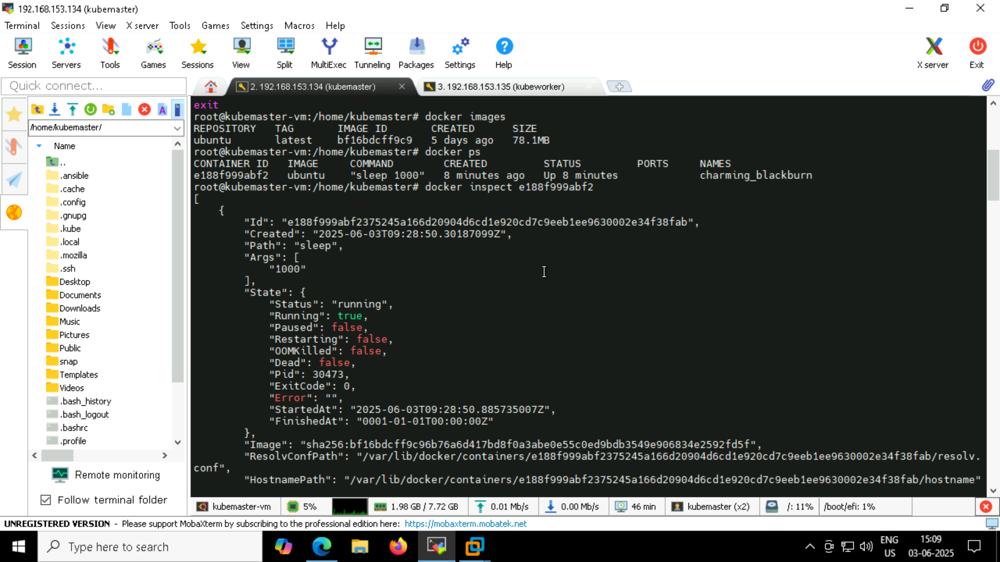 192.168.153.134 (kubemaster)
Terminal Sessions View X server Tools Games Settings Macros Help
Session Servers Tools Games Sessions View Split MultiExec Tunneling Packages Settings Help X server Exit
Quick connect...
2. 192.168.153.134 (kubemaster)
3. 192.168.153.135 (kubeworker)
/home/kubemaster/
Name
..
.ansible
.cache
.config
.gnupg
.kube
.local
.mozilla
.ssh
Desktop
Documents
Downloads
Music
Pictures
Public
snap
Templates
Videos
.bash_history
.bash_logout
.bashrc
.profile
Remote monitoring
Follow terminal folder
exit
root@kubemaster-vm:/home/kubemaster# docker images
REPOSITORY TAG IMAGE ID CREATED SIZE
ubuntu latest bf16bdcff9c9 5 days ago 78.1MB
root@kubemaster-vm:/home/kubemaster# docker ps
CONTAINER ID IMAGE COMMAND CREATED STATUS PORTS NAMES
e188f999abf2 ubuntu "sleep 1000" 8 minutes ago Up 8 minutes charming_blackburn
root@kubemaster-vm:/home/kubemaster# docker inspect e188f999abf2
[
{
"Id": "e188f999abf2375245a166d20904d6cd1e920cd7c9eeb1ee9630002e34f38fab",
"Created": "2025-06-03T09:28:50.30187099Z",
"Path": "sleep",
"Args": [
"1000"
],
"State": {
"Status": "running",
"Running": true,
"Paused": false,
"Restarting": false,
"OOMKilled": false,
"Dead": false,
"Pid": 30473,
"ExitCode": 0,
"Error": "",
"StartedAt": "2025-06-03T09:28:50.885735007Z",
"FinishedAt": "0001-01-01T00:00:00Z"
},
"Image": "sha256:bf16bdcff9c96b76a6d417bd8f0a3abe0e55c0ed9bdb3549e906834e2592fd5f",
"ResolvConfPath": "/var/lib/docker/containers/e188f999abf2375245a166d20904d6cd1e920cd7c9eeb1ee9630002e34f38fab/resolv.
conf",
"HostnamePath": "/var/lib/docker/containers/e188f999abf2375245a166d20904d6cd1e920cd7c9eeb1ee9630002e34f38fab/hostname"
kubemaster-vm 5% 1.98 GB / 7.72 GB 0.01 Mb/s 0.00 Mb/s 46 min kubemaster (x2) /: 11% /boot/efi: 1%
UNREGISTERED VERSION - Please support MobaXterm by subscribing to the professional edition here: https://mobaxterm.mobatek.net
Type here to search
ENG
US
15:09
03-06-2025